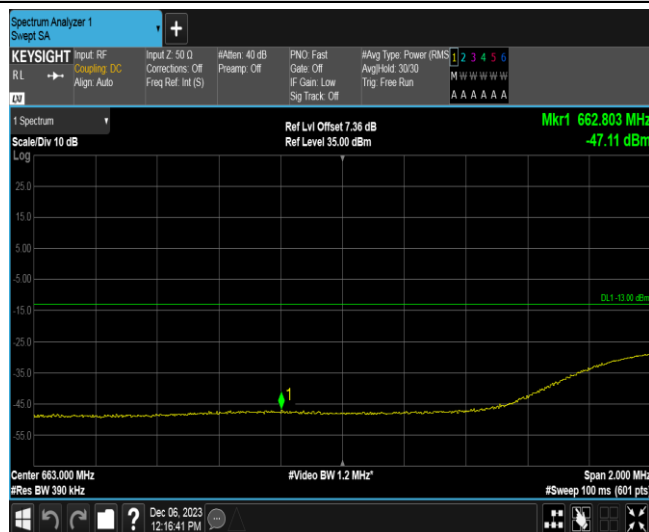 Spectrum Analyzer 1
Swept SA
+
KEYSIGHT
RL
LXI
Input: RF
Coupling: DC
Align: Auto
Input Z: 50 Ω
Corrections: Off
Freq Ref: Int (S)
#Atten: 40 dB
Preamp: Off
PNO: Fast
Gate: Off
IF Gain: Low
Sig Track: Off
#Avg Type: Power (RMS
Avg|Hold: 30/30
Trig: Free Run
1 2 3 4 5 6
M W W W W W
A A A A A A
1 Spectrum
Scale/Div 10 dB
Log
Ref Lvl Offset 7.36 dB
Ref Level 35.00 dBm
Mkr1 662.803 MHz
-47.11 dBm
25.0
15.0
5.00
-5.00
DL1 -13.00 dBm
-15.0
-25.0
-35.0
1
-45.0
-55.0
Center 663.000 MHz
#Res BW 390 kHz
#Video BW 1.2 MHz*
Span 2.000 MHz
#Sweep 100 ms (601 pts)
?
Dec 06, 2023
12:16:41 PM